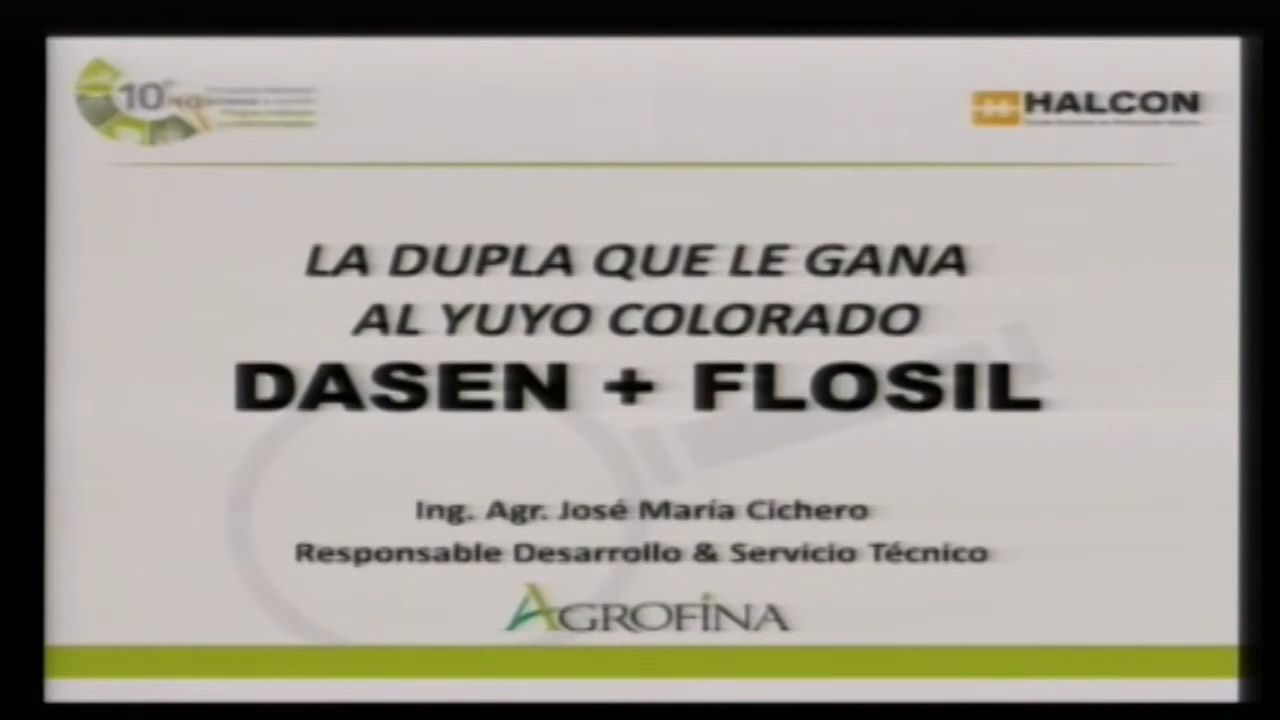 10º
HALCON
LA DUPLA QUE LE GANA
AL YUYO COLORADO
DASEN + FLOSIL
Ing. Agr. José María Cichero
Responsable Desarrollo & Servicio Técnico
AGROFINA